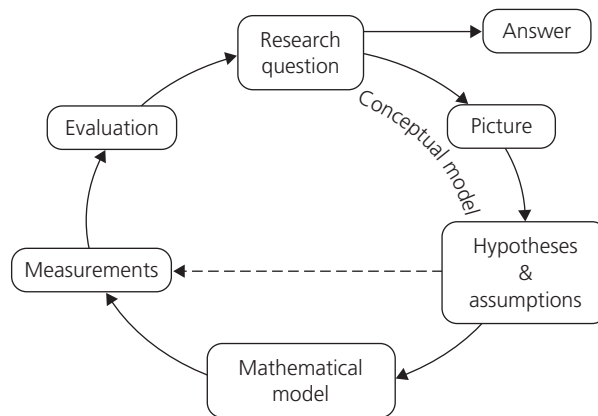 Research
question
Answer
Picture
Conceptual model
Evaluation
Hypotheses
&
assumptions
Measurements
Mathematical
model